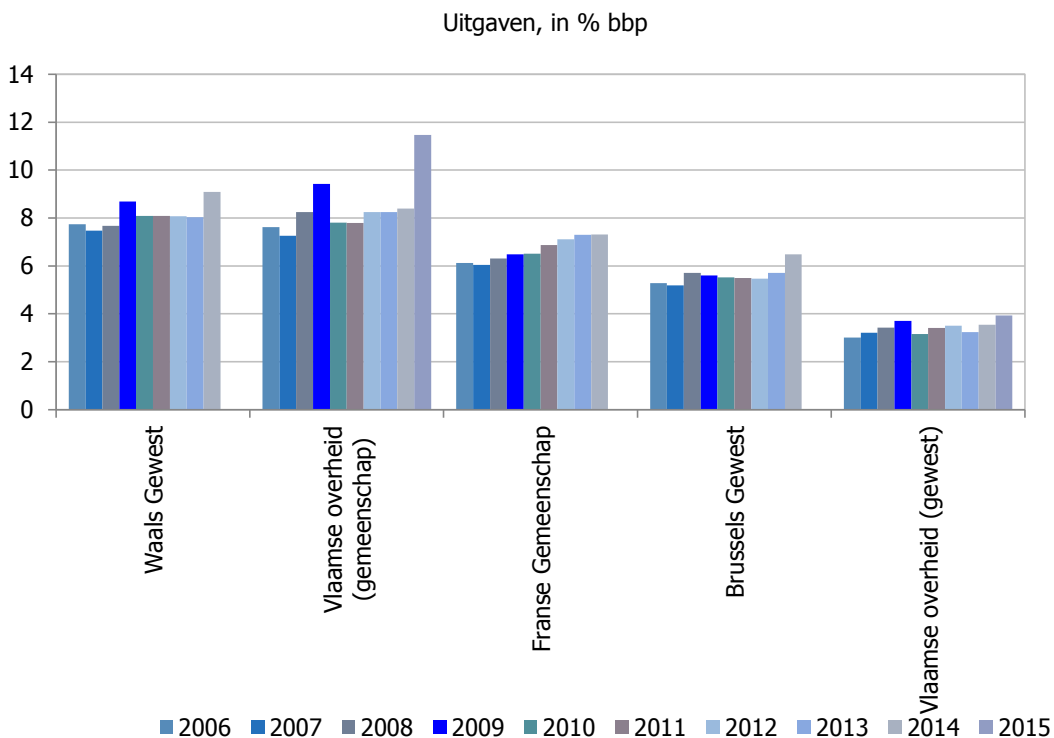 Uitgaven, in % bbp
14
12
10
8
6
4
2
0
Waals Gewest
Vlaamse overheid
(gemeenschap)
Franse Gemeenschap
Brussels Gewest
Vlaamse overheid (gewest)
2006 2007 2008 2009 2010 2011 2012 2013 2014 2015